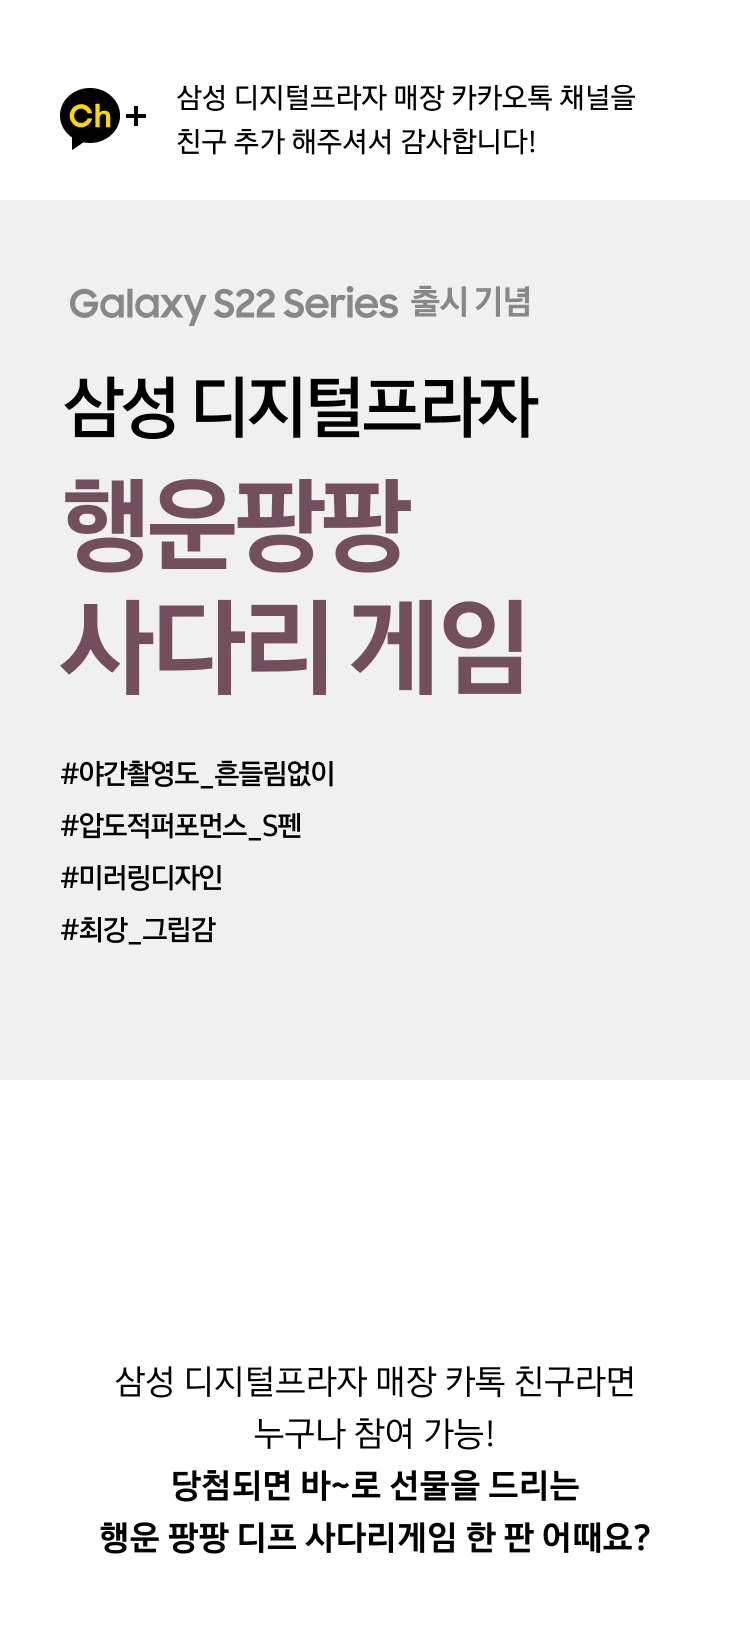 Ch+
삼성 디지털프라자 매장 카카오톡 채널을
친구 추가 해주셔서 감사합니다!
Galaxy S22 Series 출시 기념
삼성 디지털프라자
행운팡팡
사다리 게임
#야간촬영도_흔들림없이
#압도적퍼포먼스_S펜
#미러링디자인
#최강_그립감
삼성 디지털프라자 매장 카톡 친구라면
누구나 참여 가능!
당첨되면 바~로 선물을 드리는
행운 팡팡 디프 사다리게임 한 판 어때요?